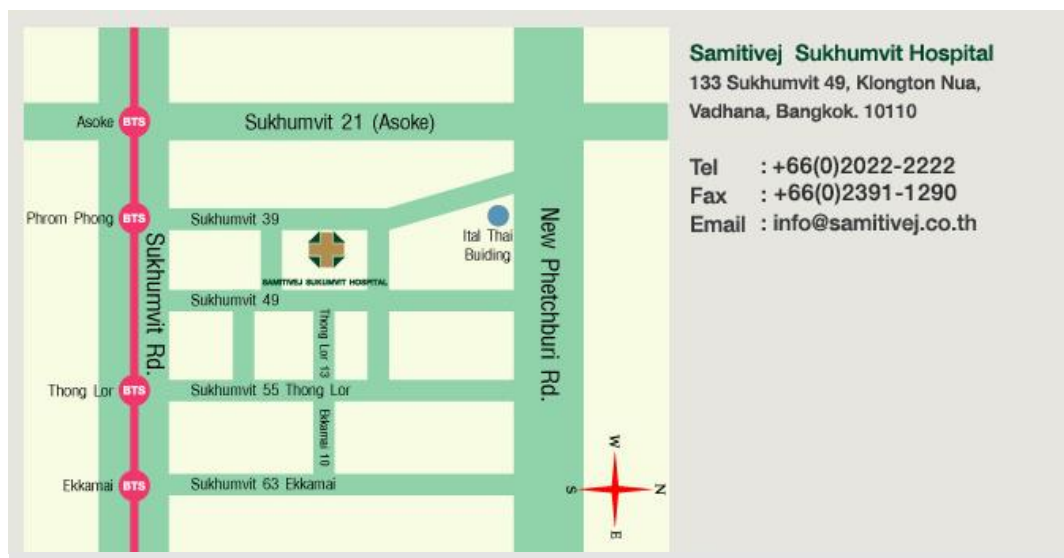 Asoke
BTS
Sukhumvit 21 (Asoke)
Phrom Phong
BTS
Sukhumvit 39
Ital Thai
Buiding
SAMITIVEJ SUKUMVIT HOSPITAL
Sukhumvit Rd.
New Phetchburi Rd.
Sukhumvit 49
Thong Lor 13
Thong Lor
BTS
Sukhumvit 55 Thong Lor
Ekkamai 10
Ekkamai
BTS
Sukhumvit 63 Ekkamai
W
S
N
E
Samitivej Sukhumvit Hospital
133 Sukhumvit 49, Klongton Nua,
Vadhana, Bangkok. 10110
Tel : +66(0)2022-2222
Fax : +66(0)2391-1290
Email : info@samitivej.co.th